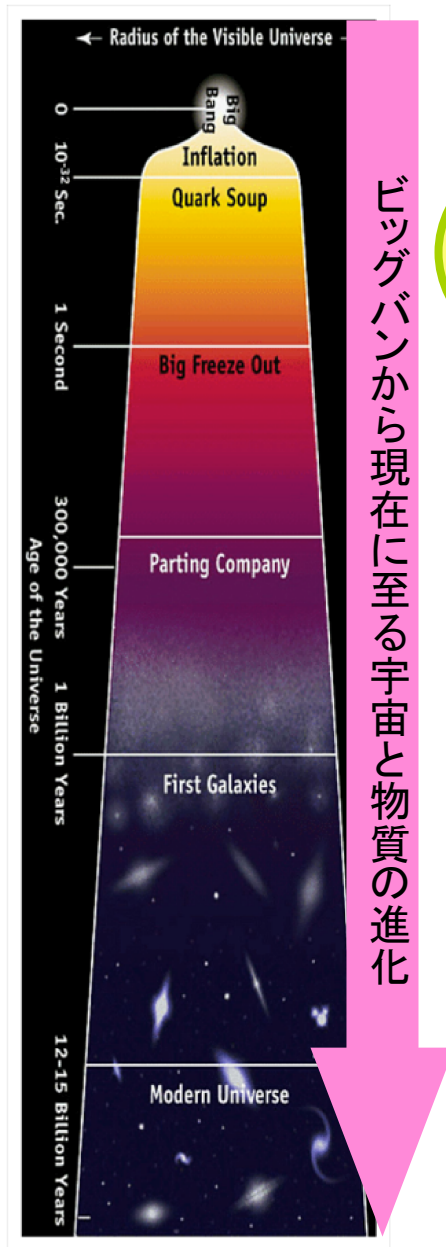 ← Radius of the Visible Universe
Big
Bang
0
Inflation
10⁻³² Sec.
Quark Soup
1 Second
Big Freeze Out
300,000 Years
Parting Company
Age of the Universe
1 Billion Years
First Galaxies
12–15 Billion Years
Modern Universe
ビッグバンから現在に至る宇宙と物質の進化